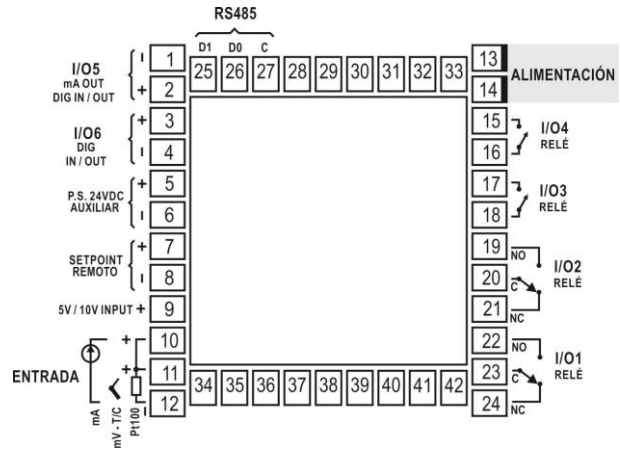 RS485
D1 D0 C
25 26 27 28 29 30 31 32 33
I/O5
mA OUT
DIG IN / OUT
- 1
+ 2
I/O6
DIG
IN / OUT
+ 3
- 4
P.S. 24VDC
AUXILIAR
+ 5
- 6
SETPOINT
REMOTO
+ 7
- 8
5V / 10V INPUT + 9
ENTRADA
+ 10
+ 11
- 12
mA
mV - T/C
Pt100
34 35 36 37 38 39 40 41 42
13
14
ALIMENTACIÓN
15
16
I/O4
RELÉ
17
18
I/O3
RELÉ
19 NO
20 C
21 NC
I/O2
RELÉ
22 NO
23 C
24 NC
I/O1
RELÉ